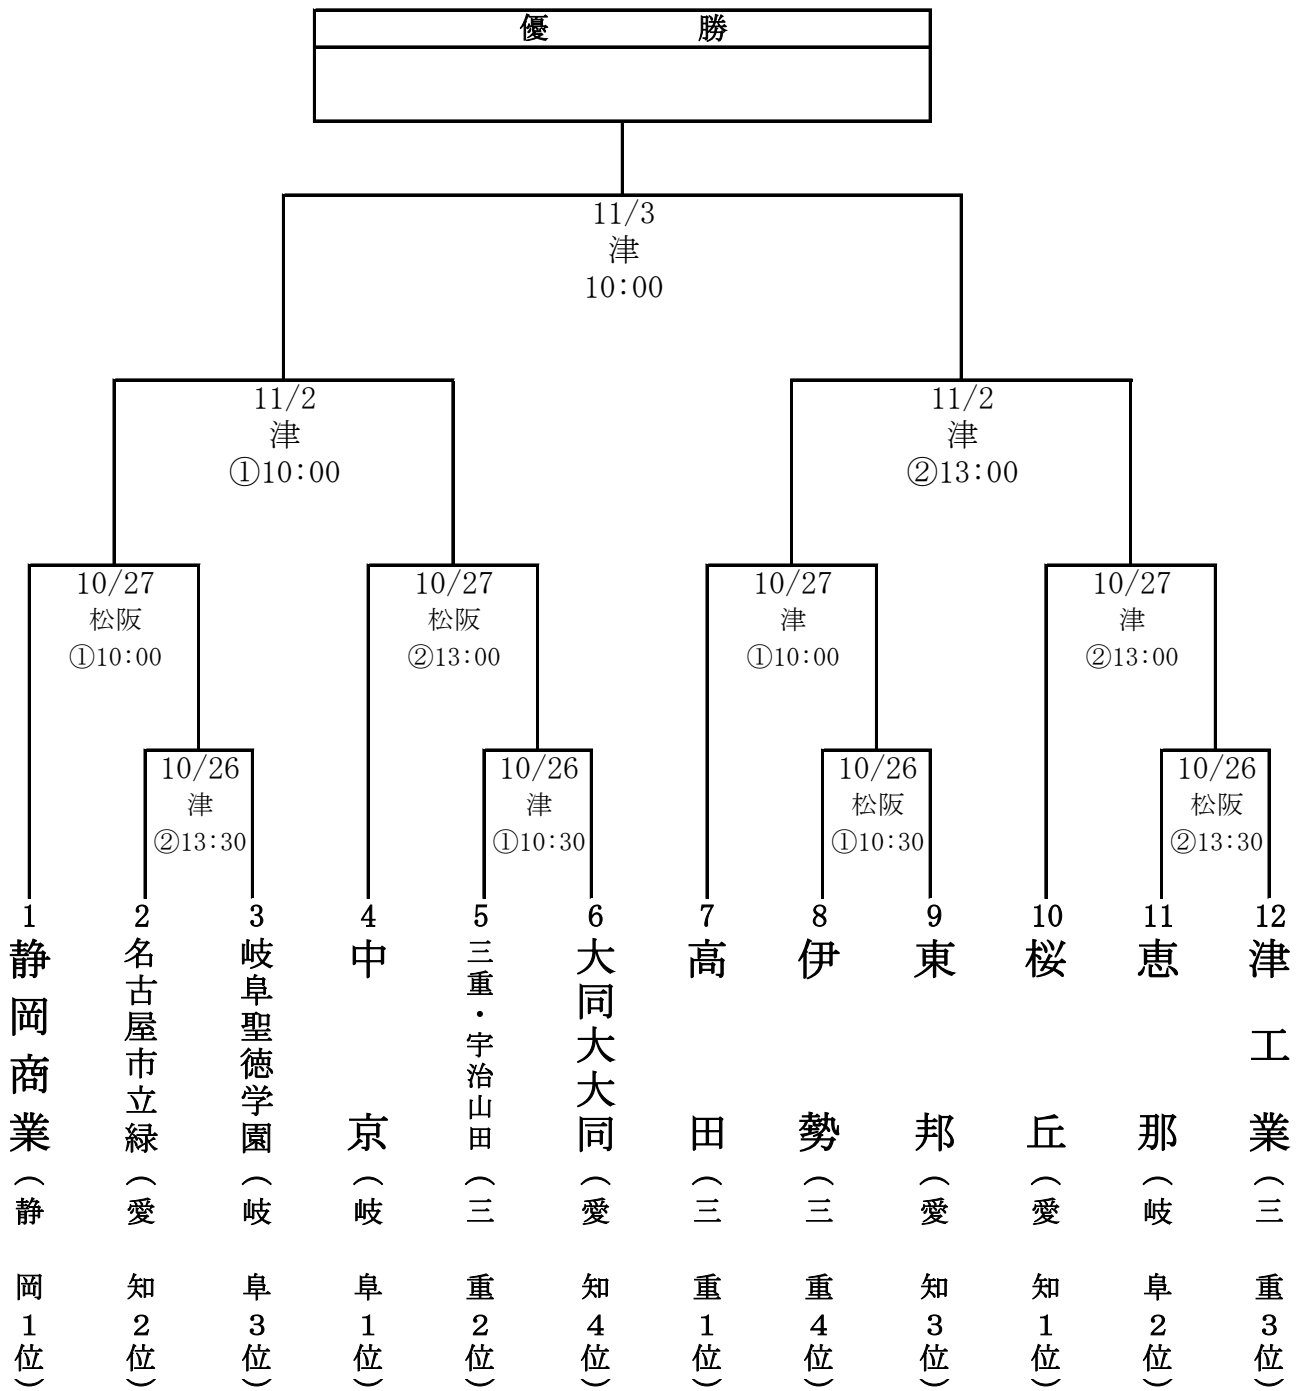 優勝
11/3
津
10:00
11/2
津
①10:00
11/2
津
②13:00
10/27
松阪
①10:00
10/27
松阪
②13:00
10/27
津
①10:00
10/27
津
②13:00
10/26
津
②13:30
10/26
津
①10:30
10/26
松阪
①10:30
10/26
松阪
②13:30
1
静岡商業(静岡1位)
2
名古屋市立緑(愛知2位)
3
岐阜聖徳学園(岐阜3位)
4
中京(岐阜1位)
5
三重・宇治山田(三重2位)
6
大同大大同(愛知4位)
7
高田(三重1位)
8
伊勢(三重4位)
9
東邦(愛知3位)
10
桜丘(愛知1位)
11
恵那(岐阜2位)
12
津工業(三重3位)